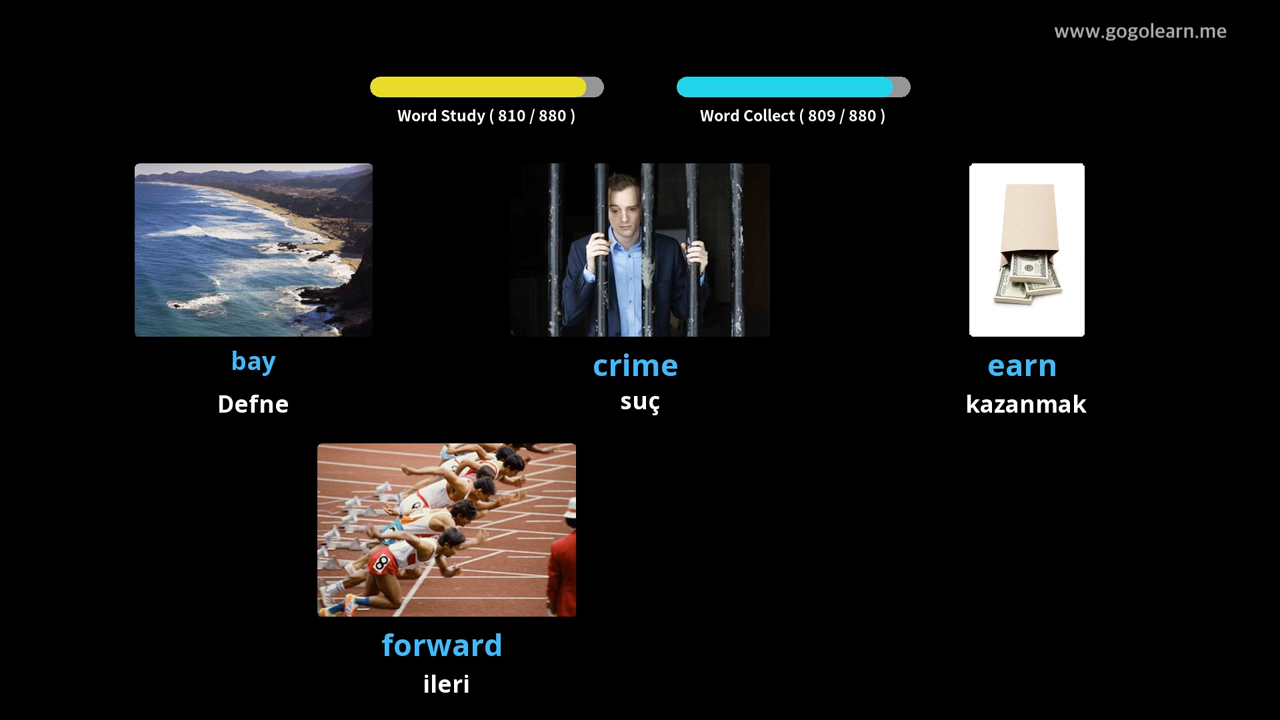 www.gogolearn.me
Word Study ( 810 / 880 )
Word Collect ( 809 / 880 )
bay
Defne
crime
suç
earn
kazanmak
forward
ileri